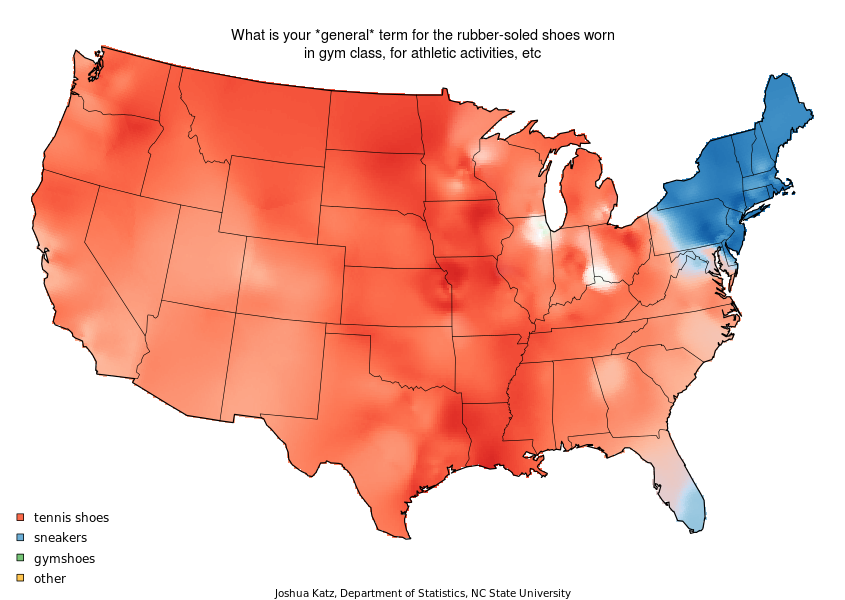 What is your *general* term for the rubber-soled shoes worn
in gym class, for athletic activities, etc
tennis shoes
sneakers
gymshoes
other
Joshua Katz, Department of Statistics, NC State University